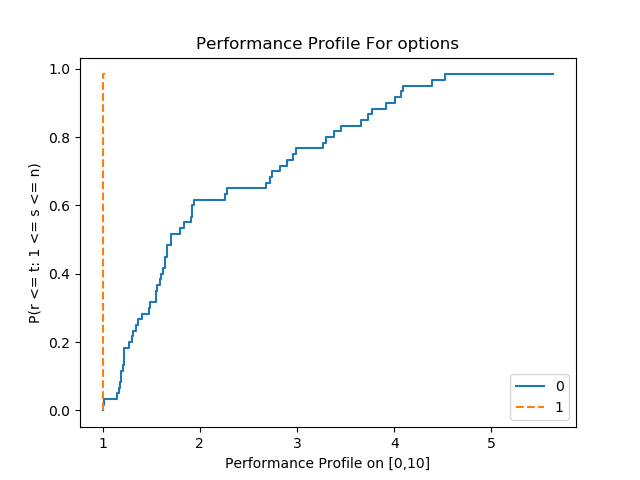 Performance Profile For options
P(r <= t: 1 <= s <= n)
1.0
0.8
0.6
0.4
0.2
0.0
1 2 3 4 5
Performance Profile on [0,10]
0
1